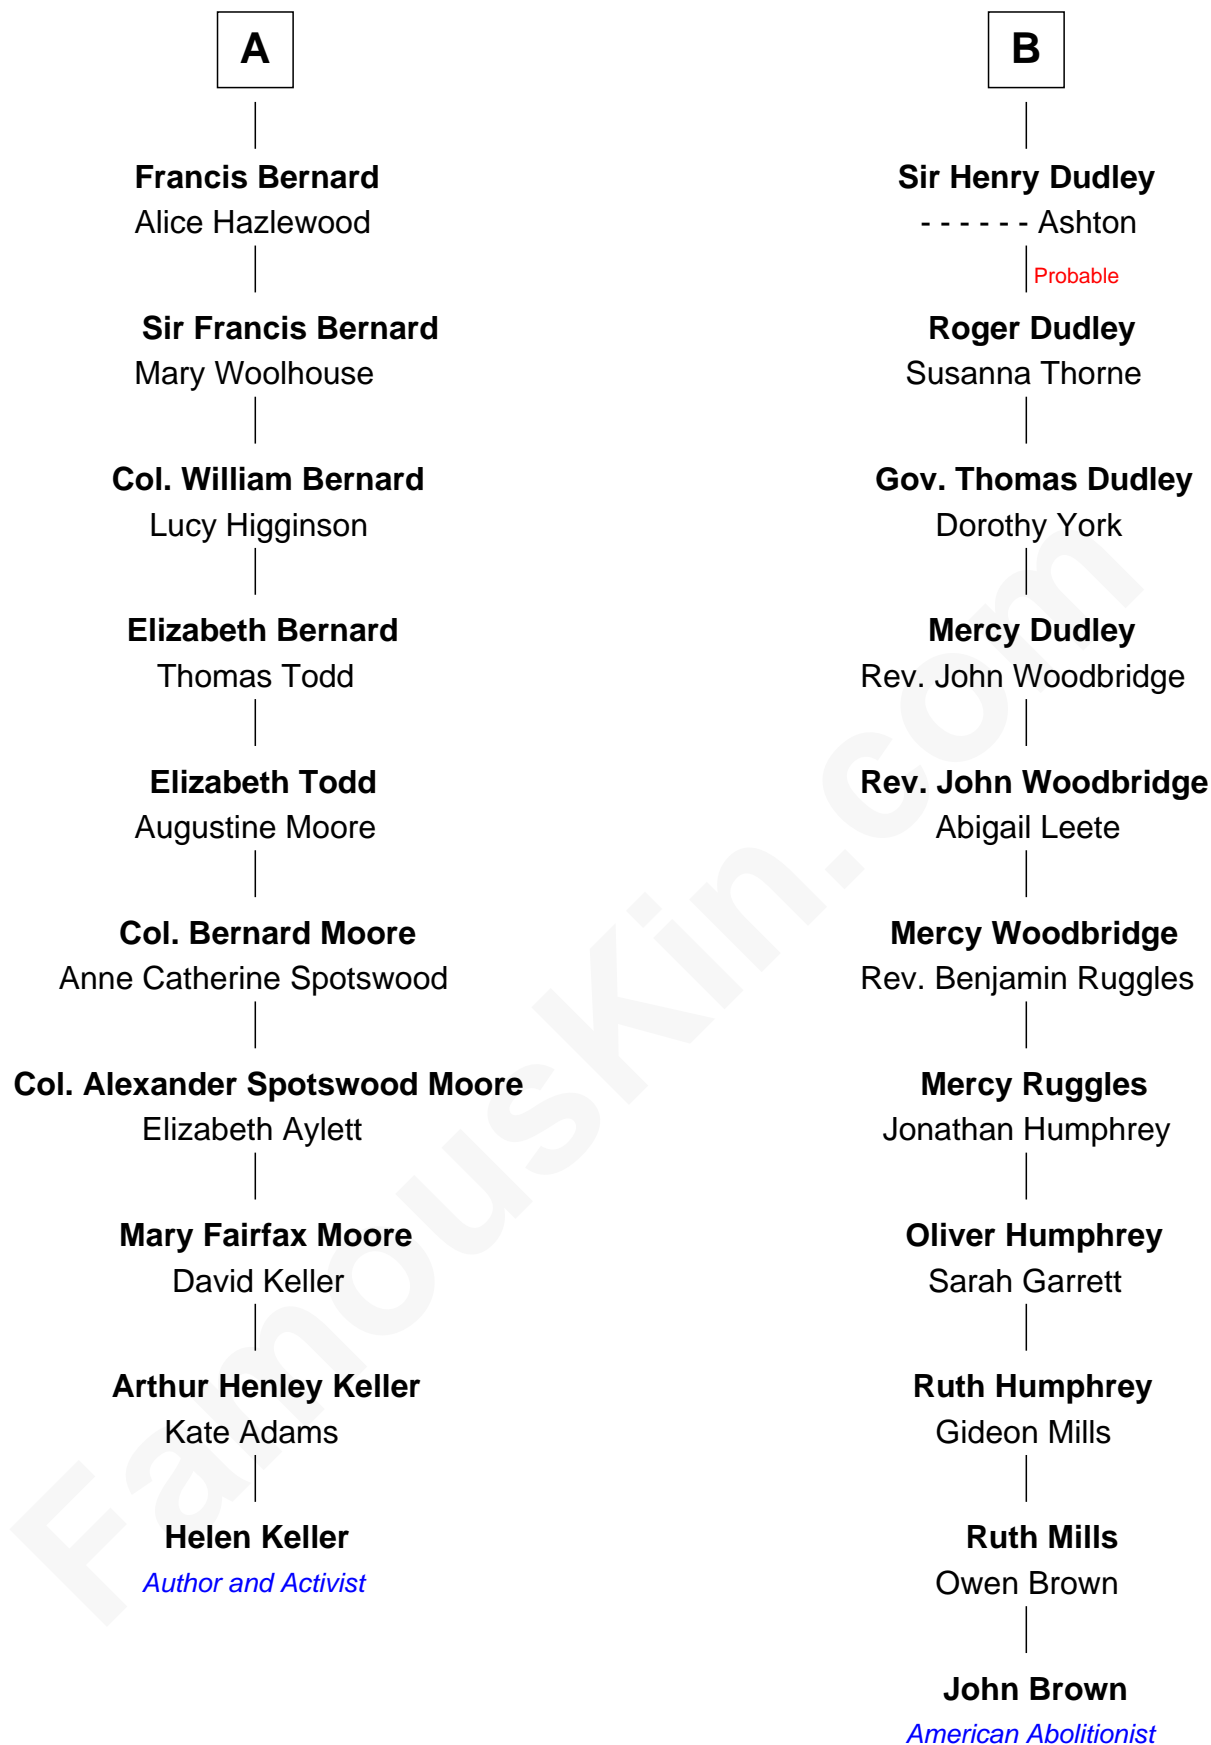 A
Francis Bernard
Alice Hazlewood
Sir Francis Bernard
Mary Woolhouse
Col. William Bernard
Lucy Higginson
Elizabeth Bernard
Thomas Todd
Elizabeth Todd
Augustine Moore
Col. Bernard Moore
Anne Catherine Spotswood
Col. Alexander Spotswood Moore
Elizabeth Aylett
Mary Fairfax Moore
David Keller
Arthur Henley Keller
Kate Adams
Helen Keller
Author and Activist
B
Sir Henry Dudley
- - - - - - Ashton
Probable
Roger Dudley
Susanna Thorne
Gov. Thomas Dudley
Dorothy York
Mercy Dudley
Rev. John Woodbridge
Rev. John Woodbridge
Abigail Leete
Mercy Woodbridge
Rev. Benjamin Ruggles
Mercy Ruggles
Jonathan Humphrey
Oliver Humphrey
Sarah Garrett
Ruth Humphrey
Gideon Mills
Ruth Mills
Owen Brown
John Brown
American Abolitionist
FamousKin.com